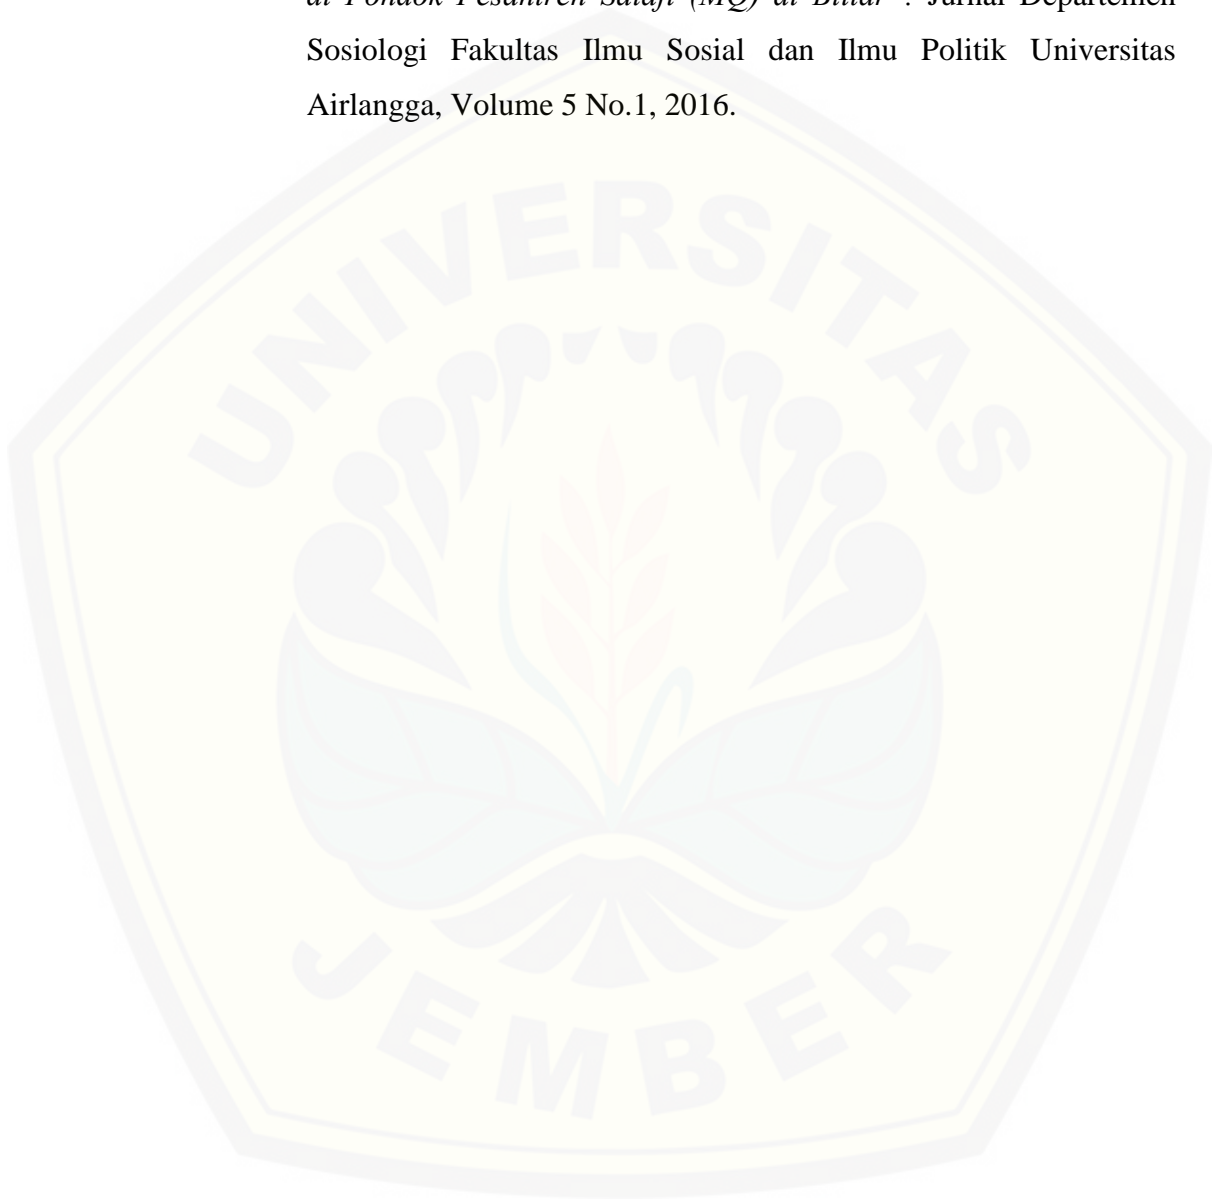 di Pondok Pesantren Salafi (MQ) di Blitar". Jurnal Departemen
Sosiologi Fakultas Ilmu Sosial dan Ilmu Politik Universitas
Airlangga, Volume 5 No.1, 2016.
UNIVERSITAS
JEMBER